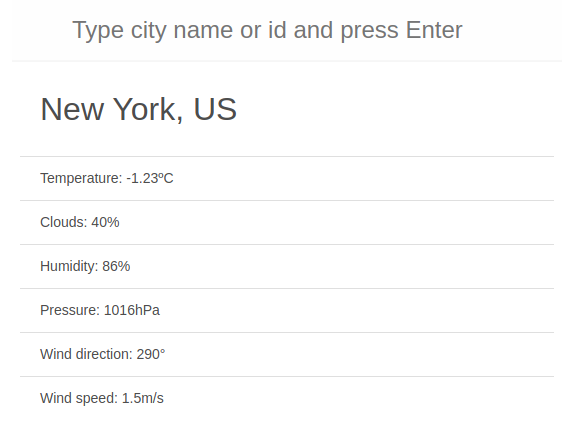 Type city name or id and press Enter
New York, US
Temperature: -1.23ºC
Clouds: 40%
Humidity: 86%
Pressure: 1016hPa
Wind direction: 290°
Wind speed: 1.5m/s